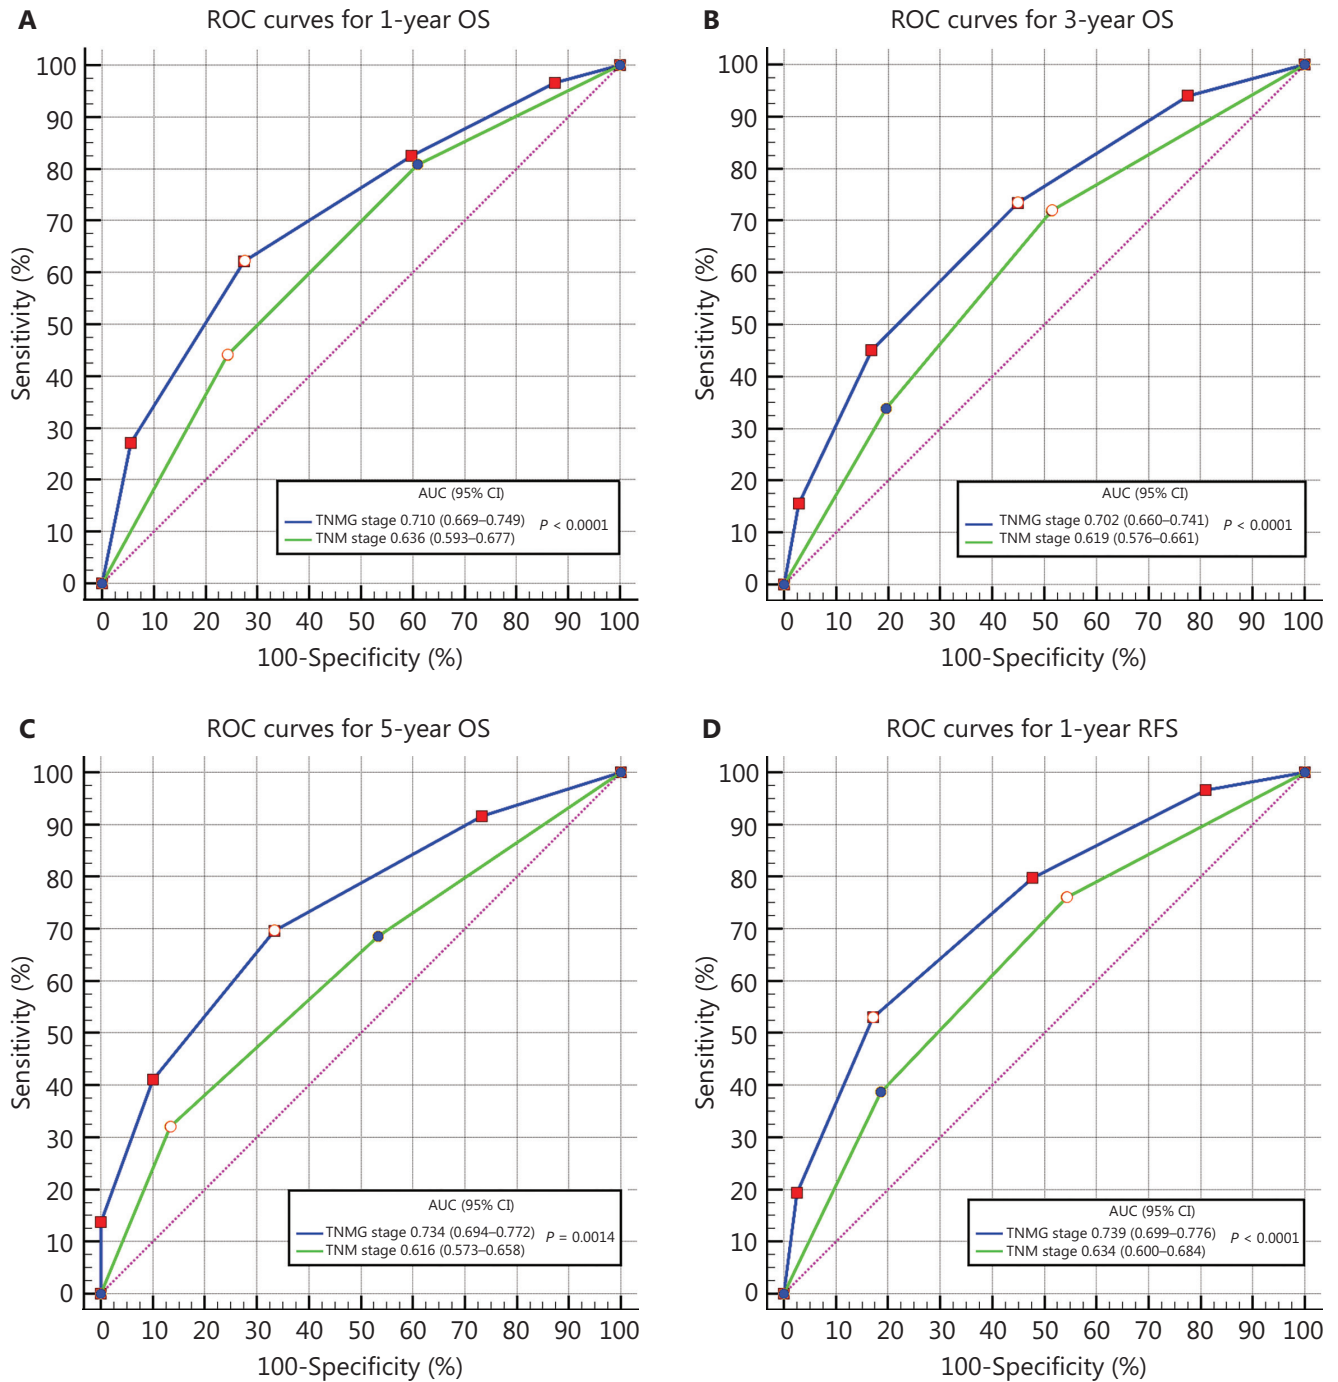 A
ROC curves for 1-year OS
100
90
80
70
60
50
40
30
20
10
0
Sensitivity (%)
AUC (95% CI)
TNMG stage 0.710 (0.669–0.749) P < 0.0001
TNM stage 0.636 (0.593–0.677)
0 10 20 30 40 50 60 70 80 90 100
100-Specificity (%)
B
ROC curves for 3-year OS
100
90
80
70
60
50
40
30
20
10
0
Sensitivity (%)
AUC (95% CI)
TNMG stage 0.702 (0.660–0.741) P < 0.0001
TNM stage 0.619 (0.576–0.661)
0 10 20 30 40 50 60 70 80 90 100
100-Specificity (%)
C
ROC curves for 5-year OS
100
90
80
70
60
50
40
30
20
10
0
Sensitivity (%)
AUC (95% CI)
TNMG stage 0.734 (0.694–0.772) P = 0.0014
TNM stage 0.616 (0.573–0.658)
0 10 20 30 40 50 60 70 80 90 100
100-Specificity (%)
D
ROC curves for 1-year RFS
100
90
80
70
60
50
40
30
20
10
0
Sensitivity (%)
AUC (95% CI)
TNMG stage 0.739 (0.699–0.776) P < 0.0001
TNM stage 0.634 (0.600–0.684)
0 10 20 30 40 50 60 70 80 90 100
100-Specificity (%)